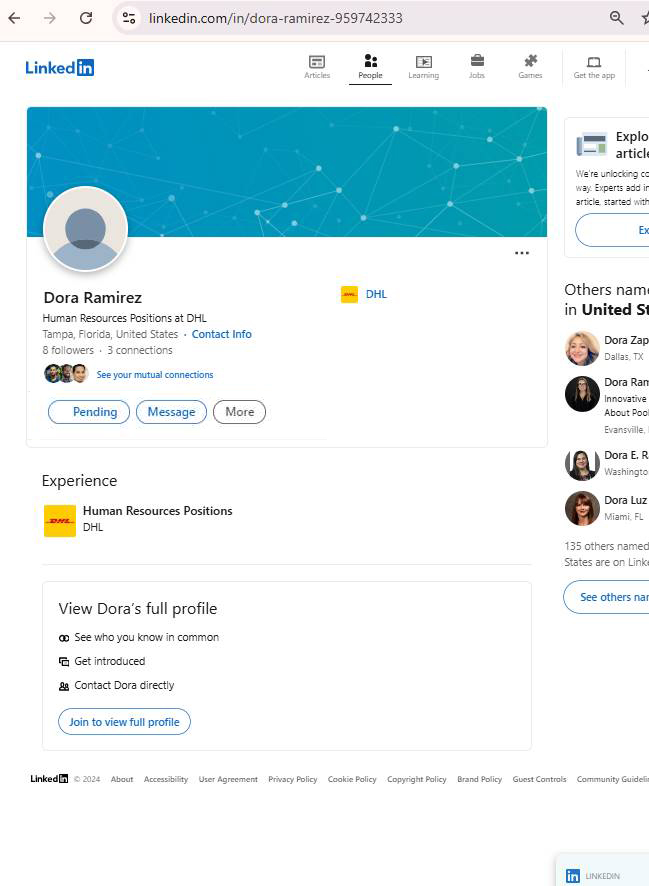 linkedin.com/in/dora-ramirez-959742333
LinkedIn
Articles
People
Learning
Jobs
Games
Get the app
Dora Ramirez
Human Resources Positions at DHL
Tampa, Florida, United States · Contact Info
8 followers · 3 connections
See your mutual connections
Pending
Message
More
DHL
DHL
Experience
DHL
Human Resources Positions
DHL
View Dora's full profile
See who you know in common
Get introduced
Contact Dora directly
Join to view full profile
Explo
article
We're unlocking co
way. Experts add in
article, started with
Ex
Others name
in United St
Dora Zap
Dallas, TX
Dora Ram
Innovative
About Pool
Evansville,
Dora E. R
Washingto
Dora Luz
Miami, FL
135 others named
States are on Linke
See others nar
LinkedIn © 2024 About Accessibility User Agreement Privacy Policy Cookie Policy Copyright Policy Brand Policy Guest Controls Community Guidelin
in LINKEDIN